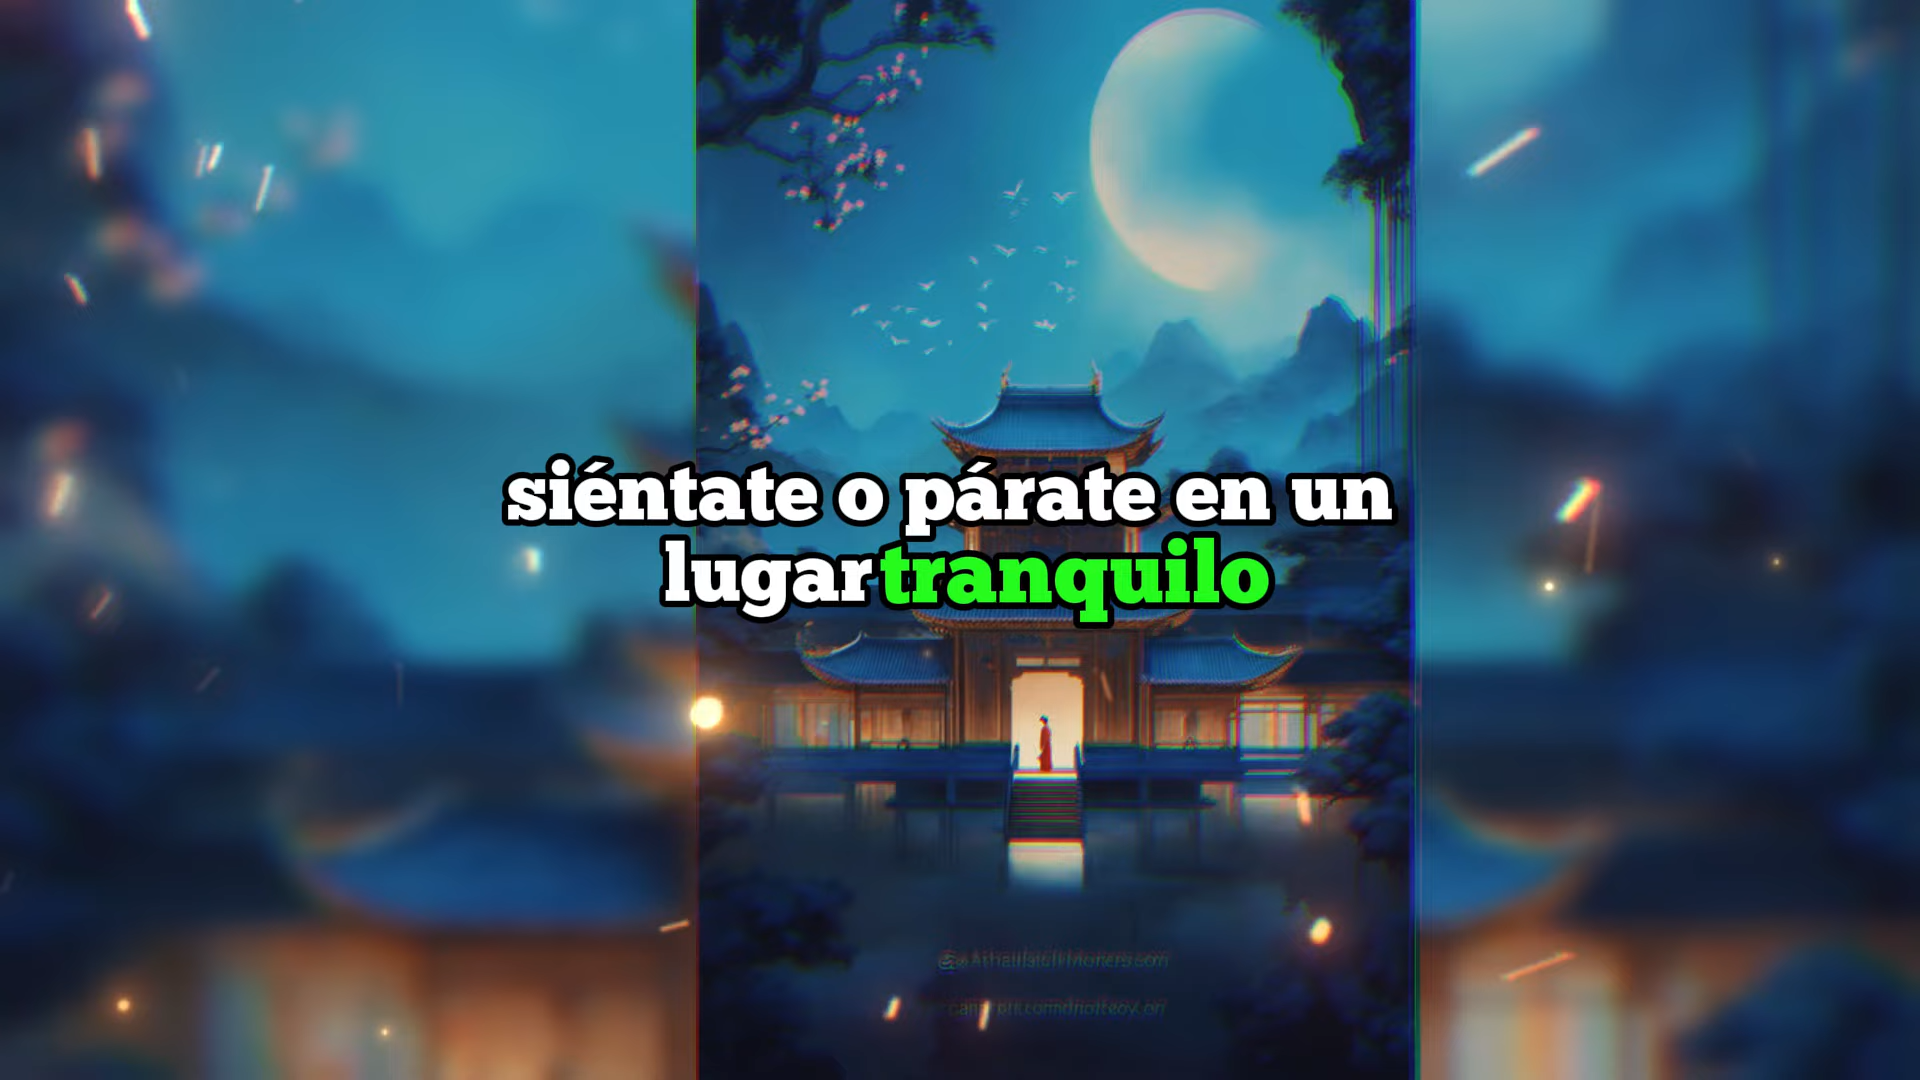 siéntate o párate en un
lugar tranquilo